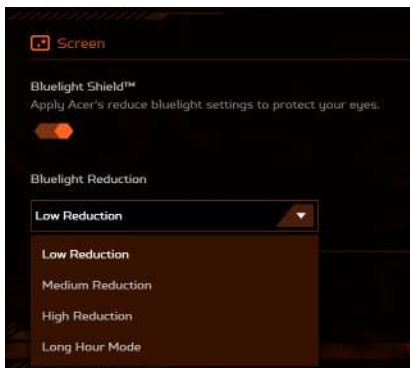 Screen
Bluelight Shield™
Apply Acer's reduce bluelight settings to protect your eyes.
Bluelight Reduction
Low Reduction
Low Reduction
Medium Reduction
High Reduction
Long Hour Mode